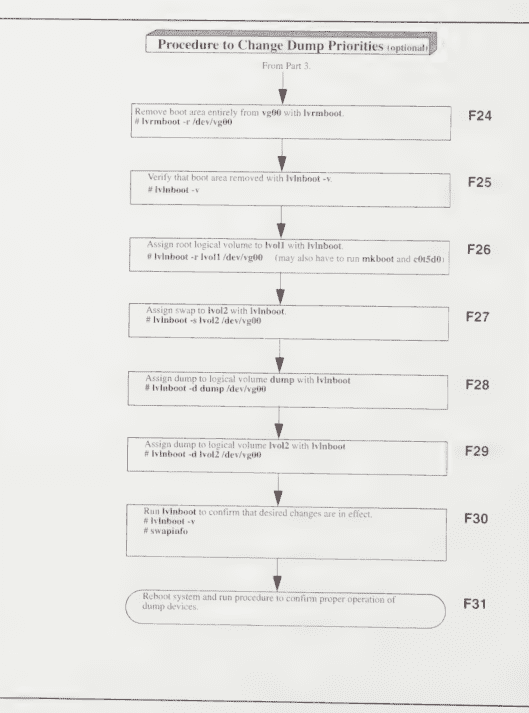 Procedure to Change Dump Priorities (optional)
From Part 3.
Remove boot area entirely from vg00 with lvrmboot.
# lvrmboot -r /dev/vg00
F24
Verify that boot area removed with lvlnboot -v.
# lvlnboot -v
F25
Assign root logical volume to lvol1 with lvlnboot.
# lvlnboot -r lvol1 /dev/vg00 (may also have to run mkboot and c0t5d0)
F26
Assign swap to lvol2 with lvlnboot.
# lvlnboot -s lvol2 /dev/vg00
F27
Assign dump to logical volume dump with lvlnboot
# lvlnboot -d dump /dev/vg00
F28
Assign dump to logical volume lvol2 with lvlnboot
# lvlnboot -d lvol2 /dev/vg00
F29
Run lvlnboot to confirm that desired changes are in effect.
# lvlnboot -v
# swapinfo
F30
Reboot system and run procedure to confirm proper operation of
dump devices.
F31